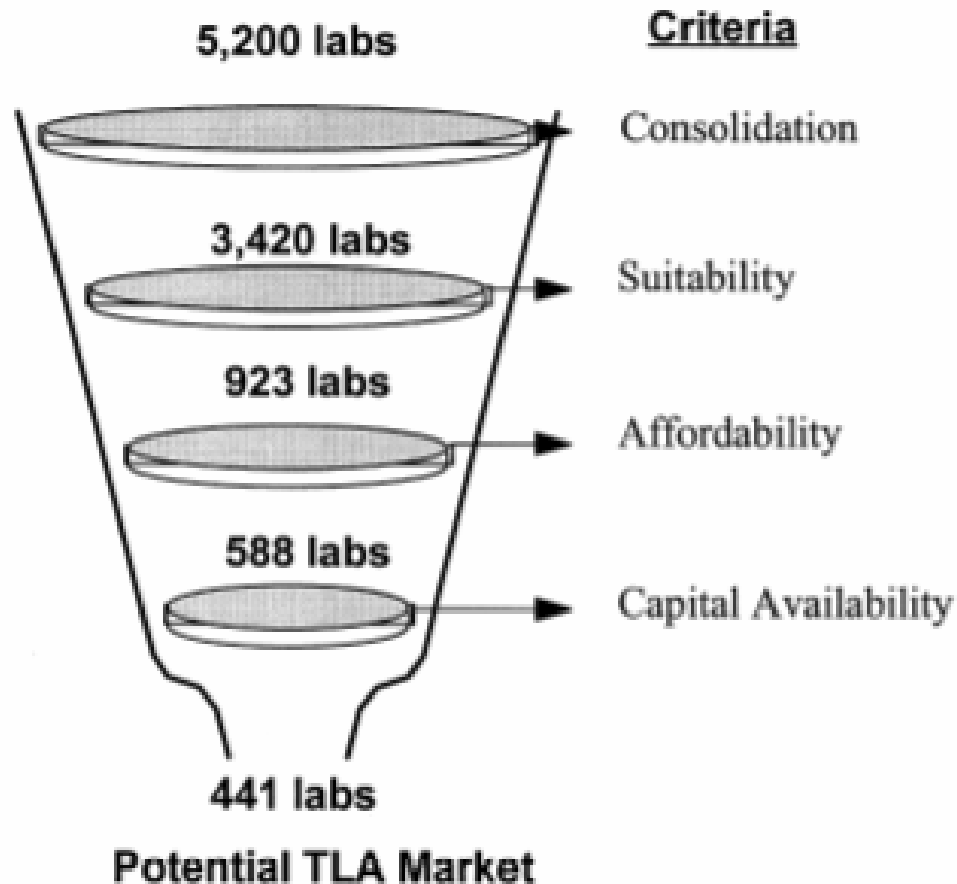 5,200 labs
Criteria
Consolidation
3,420 labs
Suitability
923 labs
Affordability
588 labs
Capital Availability
441 labs
Potential TLA Market